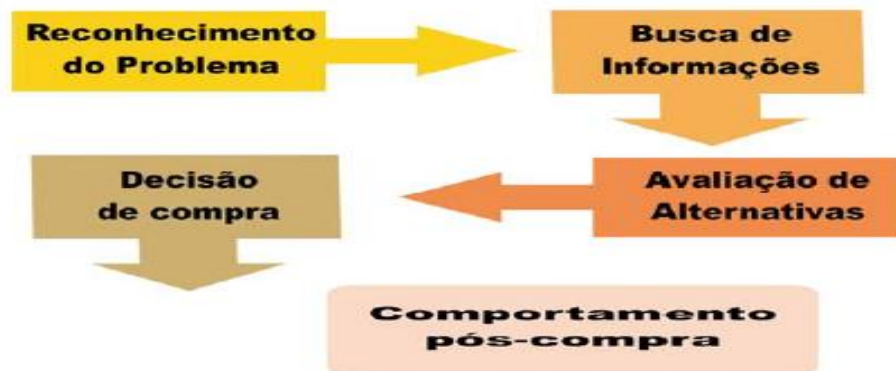 Reconhecimento
do Problema
Busca de
Informações
Avaliação de
Alternativas
Decisão
de compra
Comportamento
pós-compra